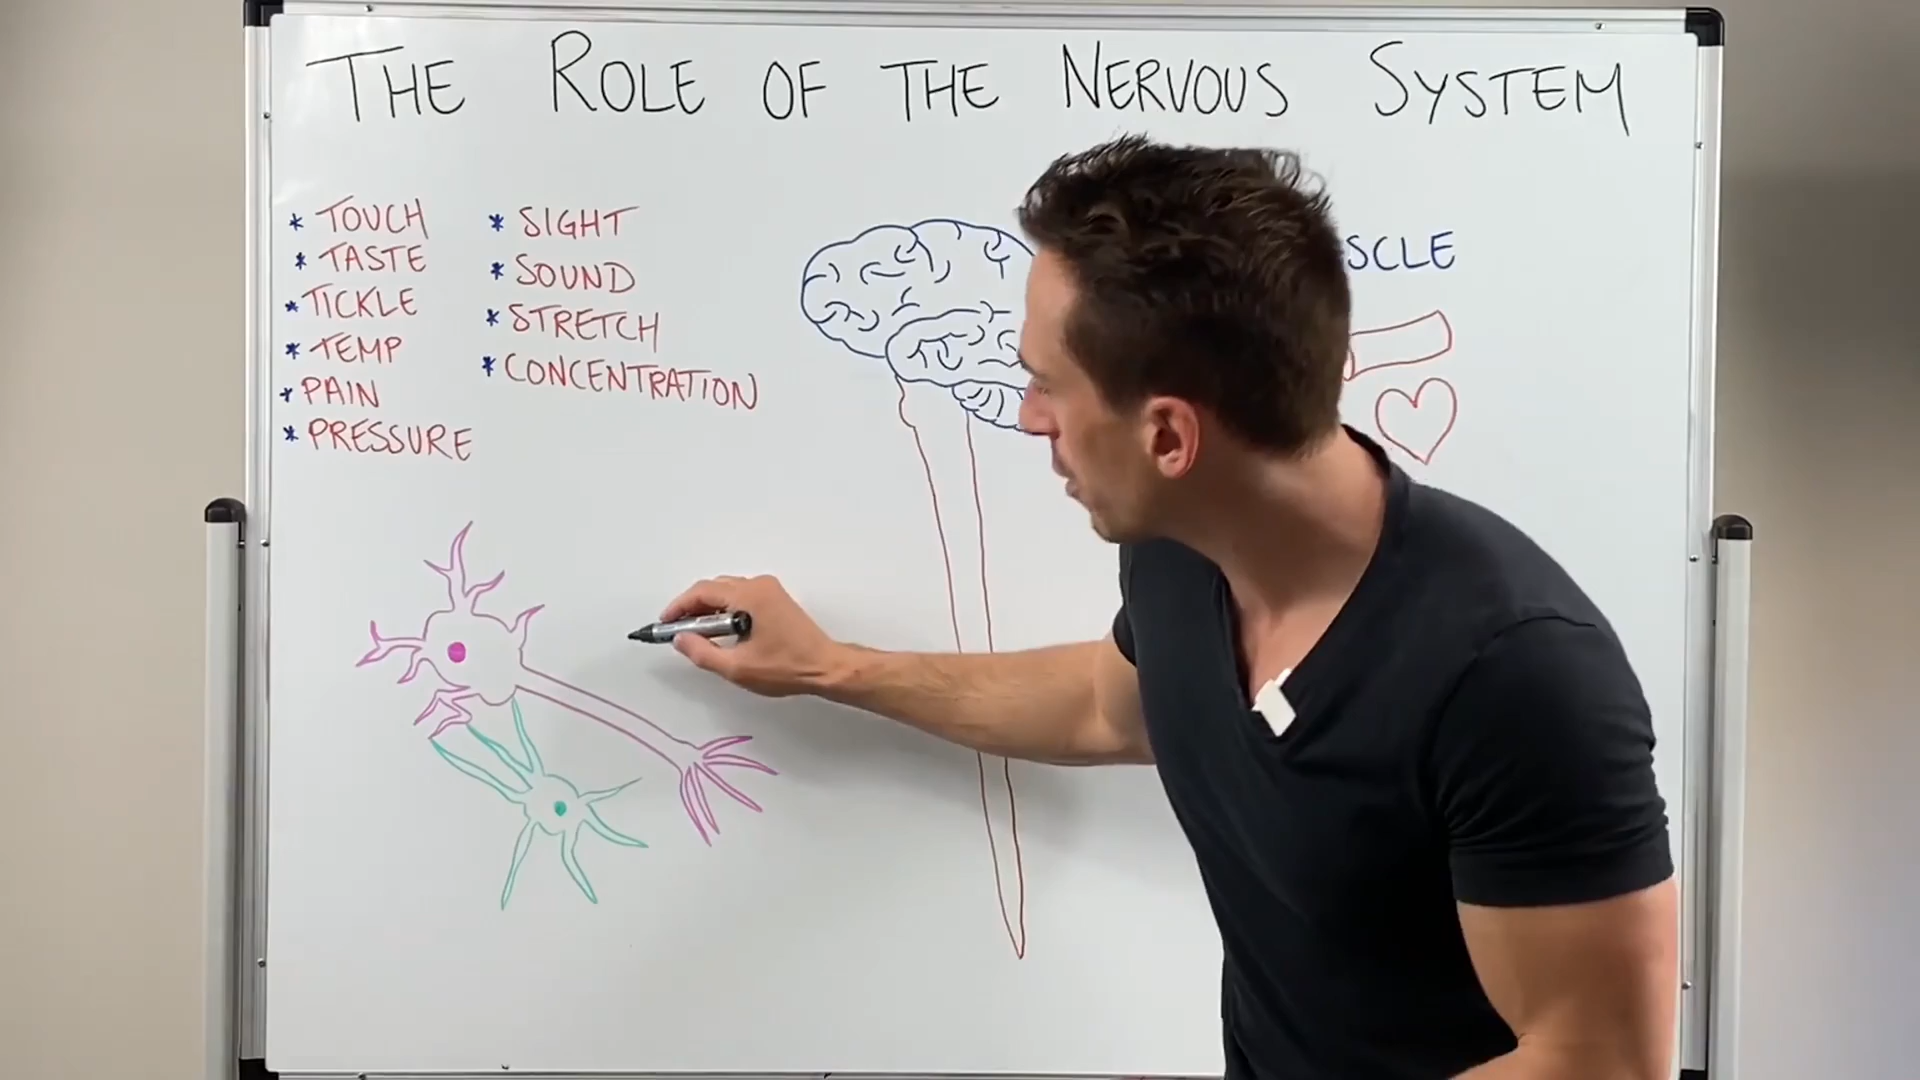 THE ROLE OF THE NERVOUS SYSTEM
* TOUCH
* TASTE
* TICKLE
* TEMP
* PAIN
* PRESSURE
* SIGHT
* SOUND
* STRETCH
* CONCENTRATION
SCLE